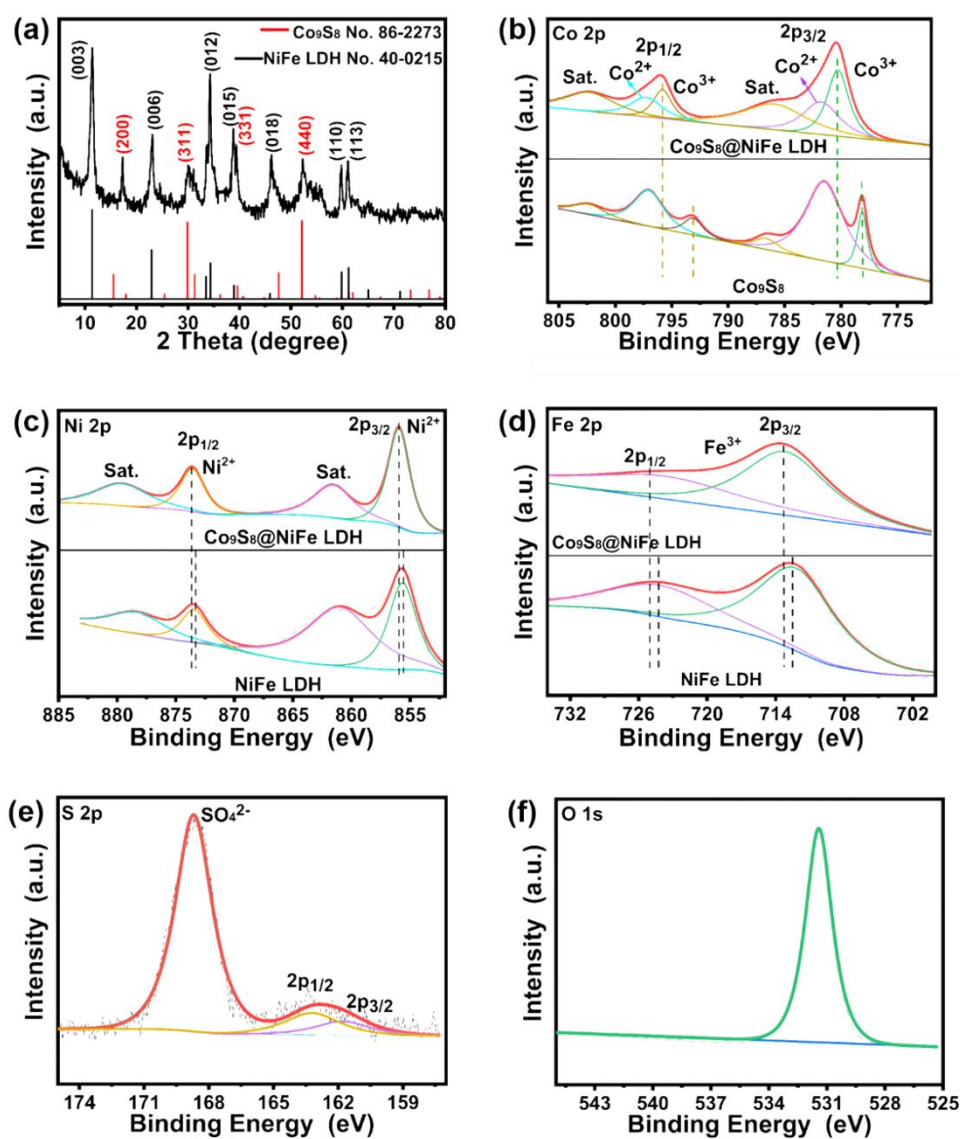 (a)
Co₉S₈ No. 86-2273
NiFe LDH No. 40-0215
(003)
(200)
(006)
(311)
(012)
(015)
(331)
(018)
(440)
(110)
(113)
Intensity (a.u.)
10 20 30 40 50 60 70 80
2 Theta (degree)
(b)
Co 2p
2p₁/₂
2p₃/₂
Sat.
Co²⁺
Co³⁺
Sat.
Co²⁺
Co³⁺
Co₉S₈@NiFe LDH
Co₉S₈
Intensity (a.u.)
805 800 795 790 785 780 775
Binding Energy (eV)
(c)
Ni 2p
2p₁/₂
2p₃/₂
Ni²⁺
Sat.
Ni²⁺
Sat.
Co₉S₈@NiFe LDH
NiFe LDH
Intensity (a.u.)
885 880 875 870 865 860 855
Binding Energy (eV)
(d)
Fe 2p
2p₃/₂
Fe³⁺
2p₁/₂
Co₉S₈@NiFe LDH
NiFe LDH
Intensity (a.u.)
732 726 720 714 708 702
Binding Energy (eV)
(e)
S 2p
SO₄²⁻
2p₁/₂
2p₃/₂
Intensity (a.u.)
174 171 168 165 162 159
Binding Energy (eV)
(f)
O 1s
Intensity (a.u.)
543 540 537 534 531 528 525
Binding Energy (eV)